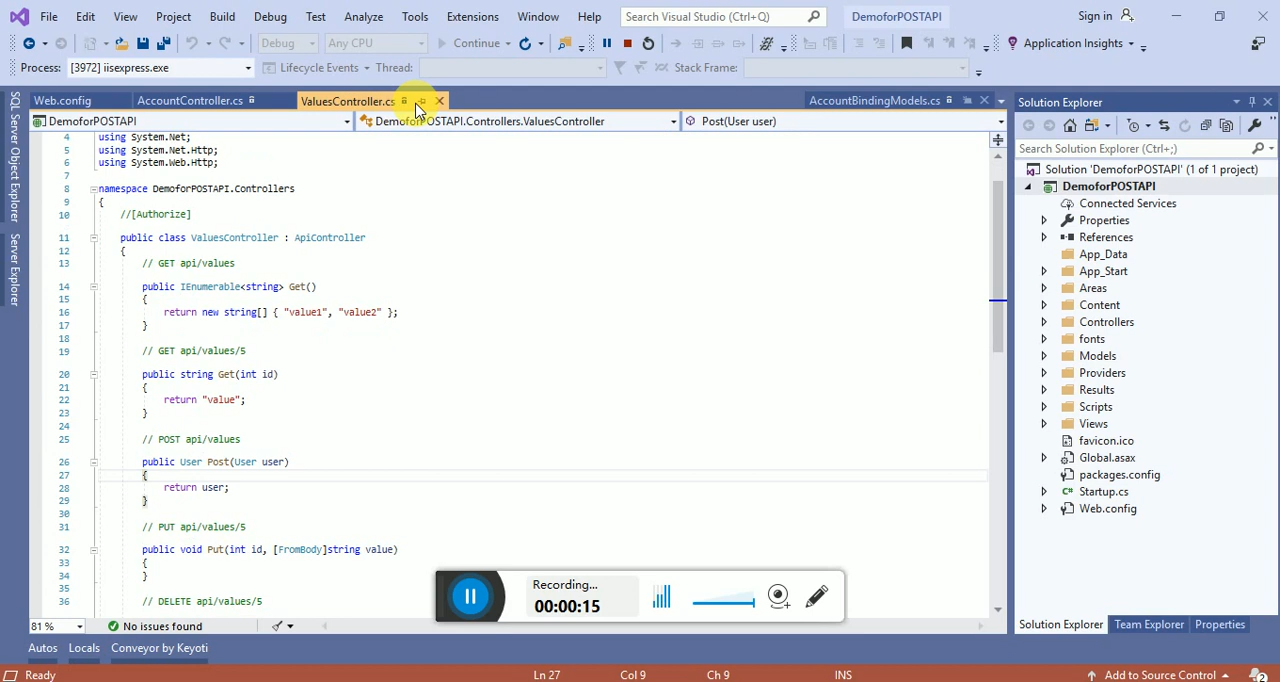 File Edit View Project Build Debug Test Analyze Tools Extensions Window Help Search Visual Studio (Ctrl+Q) DemoforPOSTAPI Sign in
Debug Any CPU Continue Application Insights
Process: [3972] iisexpress.exe Lifecycle Events Thread: Stack Frame:
Web.config AccountController.cs ValuesController.cs AccountBindingModels.cs
DemoforPOSTAPI DemoforPOSTAPI.Controllers.ValuesController Post(User user)
4 using System.Net;
5 using System.Net.Http;
6 using System.Web.Http;
7
8 namespace DemoforPOSTAPI.Controllers
9 {
10 //[Authorize]
11 public class ValuesController : ApiController
12 {
13 // GET api/values
14 public IEnumerable<string> Get()
15 {
16 return new string[] { "value1", "value2" };
17 }
18
19 // GET api/values/5
20 public string Get(int id)
21 {
22 return "value";
23 }
24
25 // POST api/values
26 public User Post(User user)
27 {
28 return user;
29 }
30
31 // PUT api/values/5
32 public void Put(int id, [FromBody]string value)
33 {
34 }
35
36 // DELETE api/values/5
81 % No issues found
SQL Server Object Explorer
Server Explorer
Recording...
00:00:15
Solution Explorer
Search Solution Explorer (Ctrl+;)
Solution 'DemoforPOSTAPI' (1 of 1 project)
DemoforPOSTAPI
Connected Services
Properties
References
App_Data
App_Start
Areas
Content
Controllers
fonts
Models
Providers
Results
Scripts
Views
favicon.ico
Global.asax
packages.config
Startup.cs
Web.config
Solution Explorer Team Explorer Properties
Autos Locals Conveyor by Keyoti
Ready Ln 27 Col 9 Ch 9 INS Add to Source Control 2